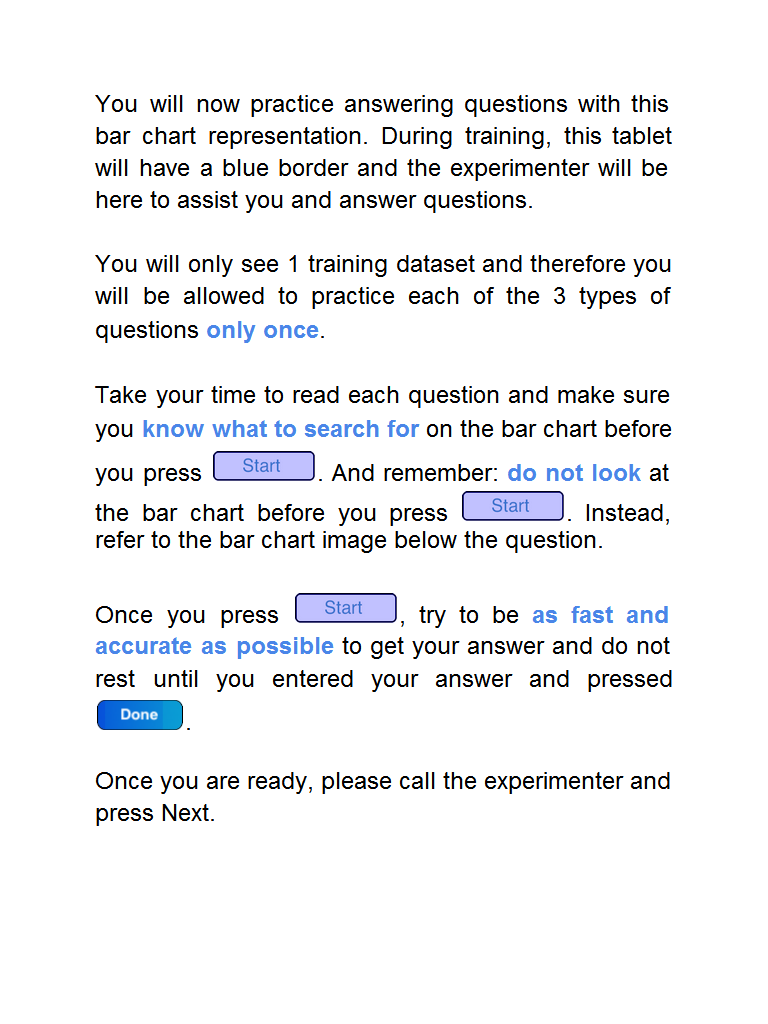 You will now practice answering questions with this
bar chart representation. During training, this tablet
will have a blue border and the experimenter will be
here to assist you and answer questions.
You will only see 1 training dataset and therefore you
will be allowed to practice each of the 3 types of
questions only once.
Take your time to read each question and make sure
you know what to search for on the bar chart before
you press Start. And remember: do not look at
the bar chart before you press Start. Instead,
refer to the bar chart image below the question.
Once you press Start, try to be as fast and
accurate as possible to get your answer and do not
rest until you entered your answer and pressed
Done.
Once you are ready, please call the experimenter and
press Next.